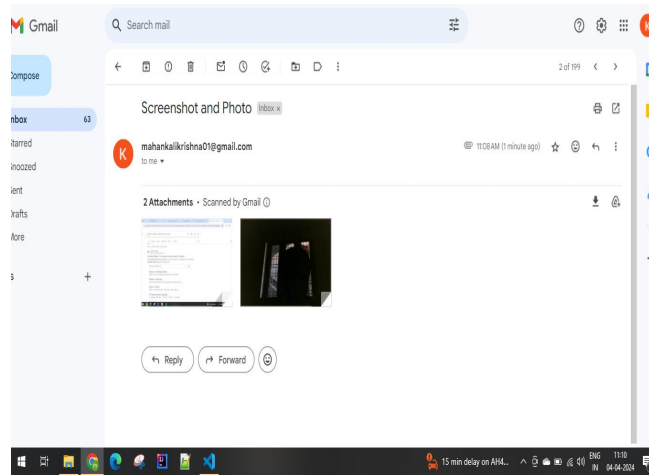 Gmail
Search mail
Compose
Inbox 63
Starred
Snoozed
Sent
Drafts
More
2 of 199
Screenshot and Photo Inbox x
K
mahankalikrishna01@gmail.com
11:08 AM (1 minute ago)
to me
2 Attachments • Scanned by Gmail
Reply
Forward
15 min delay on AH4...
ENG
IN
11:10
04-04-2024